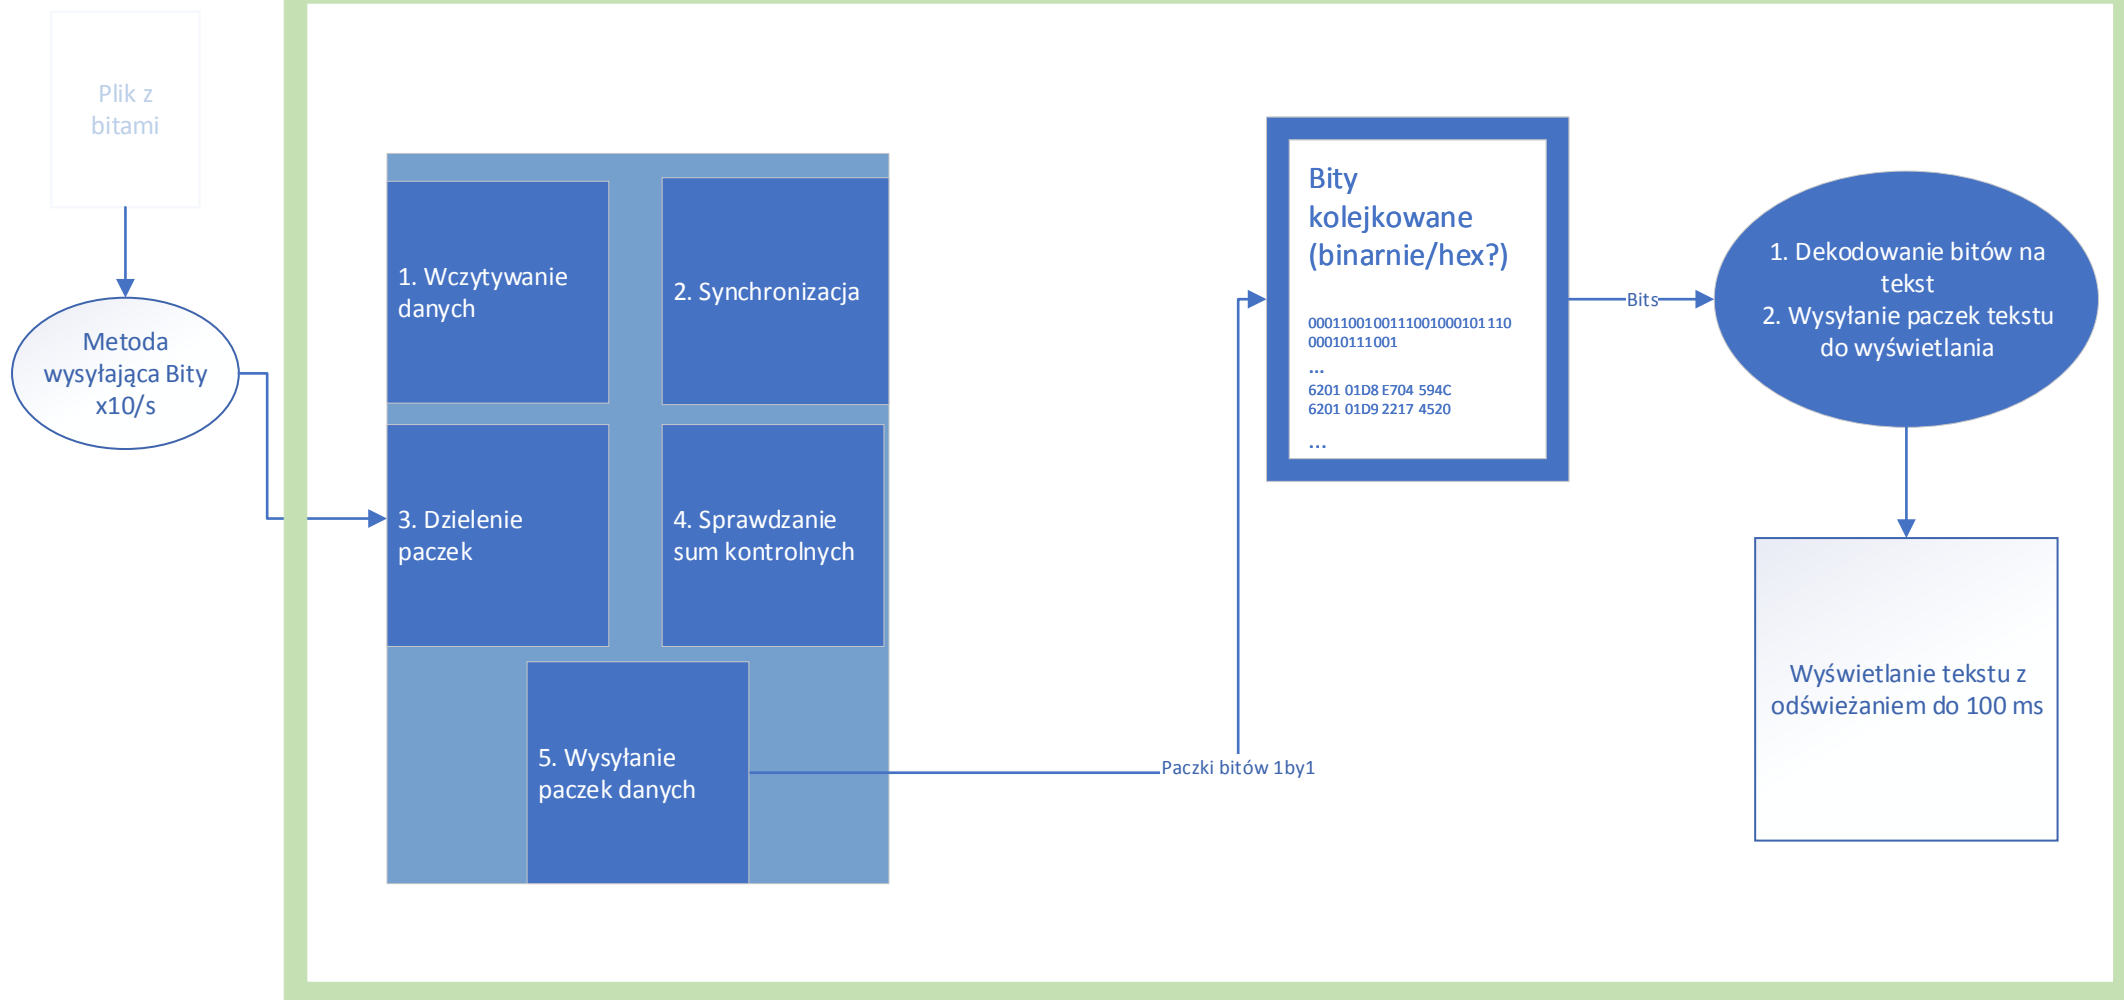 Plik z
bitami
Metoda
wysyłająca Bity
x10/s
1. Wczytywanie
danych
2. Synchronizacja
3. Dzielenie
paczek
4. Sprawdzanie
sum kontrolnych
5. Wysyłanie
paczek danych
Paczki bitów 1by1
Bity
kolejkowane
(binarnie/hex?)
0001100100111001000101110
00010111001
...
6201 01D8 E704 594C
6201 01D9 2217 4520
...
Bits
1. Dekodowanie bitów na
tekst
2. Wysyłanie paczek tekstu
do wyświetlania
Wyświetlanie tekstu z
odświeżaniem do 100 ms